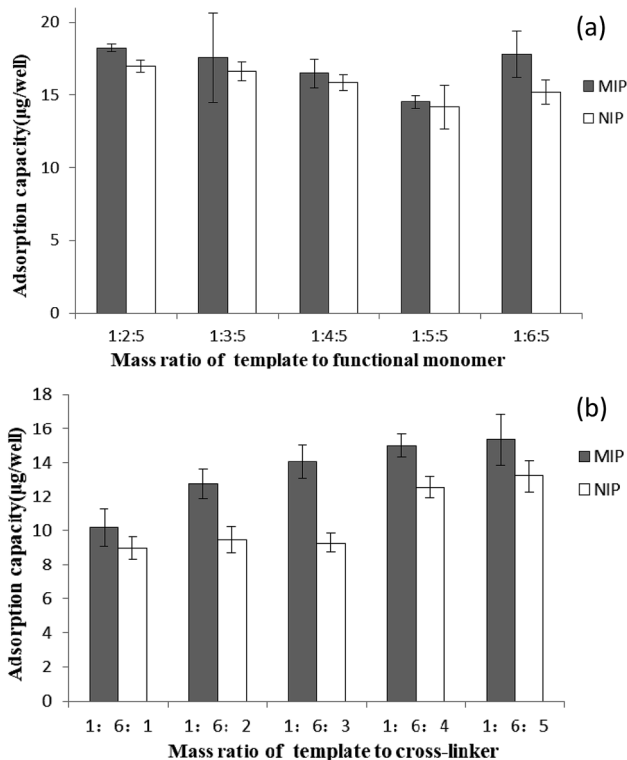 (a)
20
15
10
5
0
Adsorption capacity(μg/well)
MIP
NIP
1:2:5 1:3:5 1:4:5 1:5:5 1:6:5
Mass ratio of template to functional monomer
(b)
18
16
14
12
10
8
6
4
2
0
Adsorption capacity(μg/well)
MIP
NIP
1: 6: 1 1: 6: 2 1: 6: 3 1: 6: 4 1: 6: 5
Mass ratio of template to cross-linker